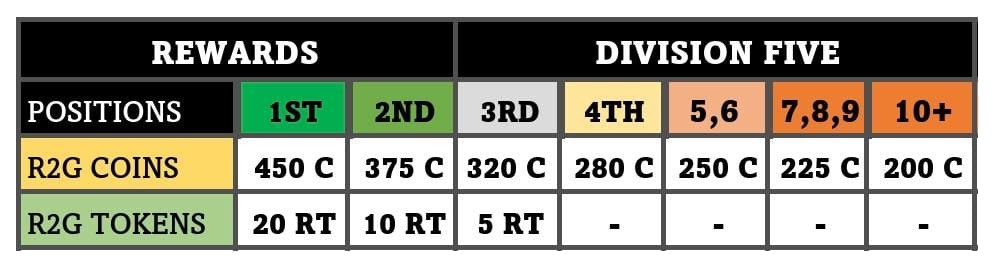 REWARDS DIVISION FIVE
POSITIONS 1ST 2ND 3RD 4TH 5,6 7,8,9 10+
R2G COINS 450 C 375 C 320 C 280 C 250 C 225 C 200 C
R2G TOKENS 20 RT 10 RT 5 RT - - - -